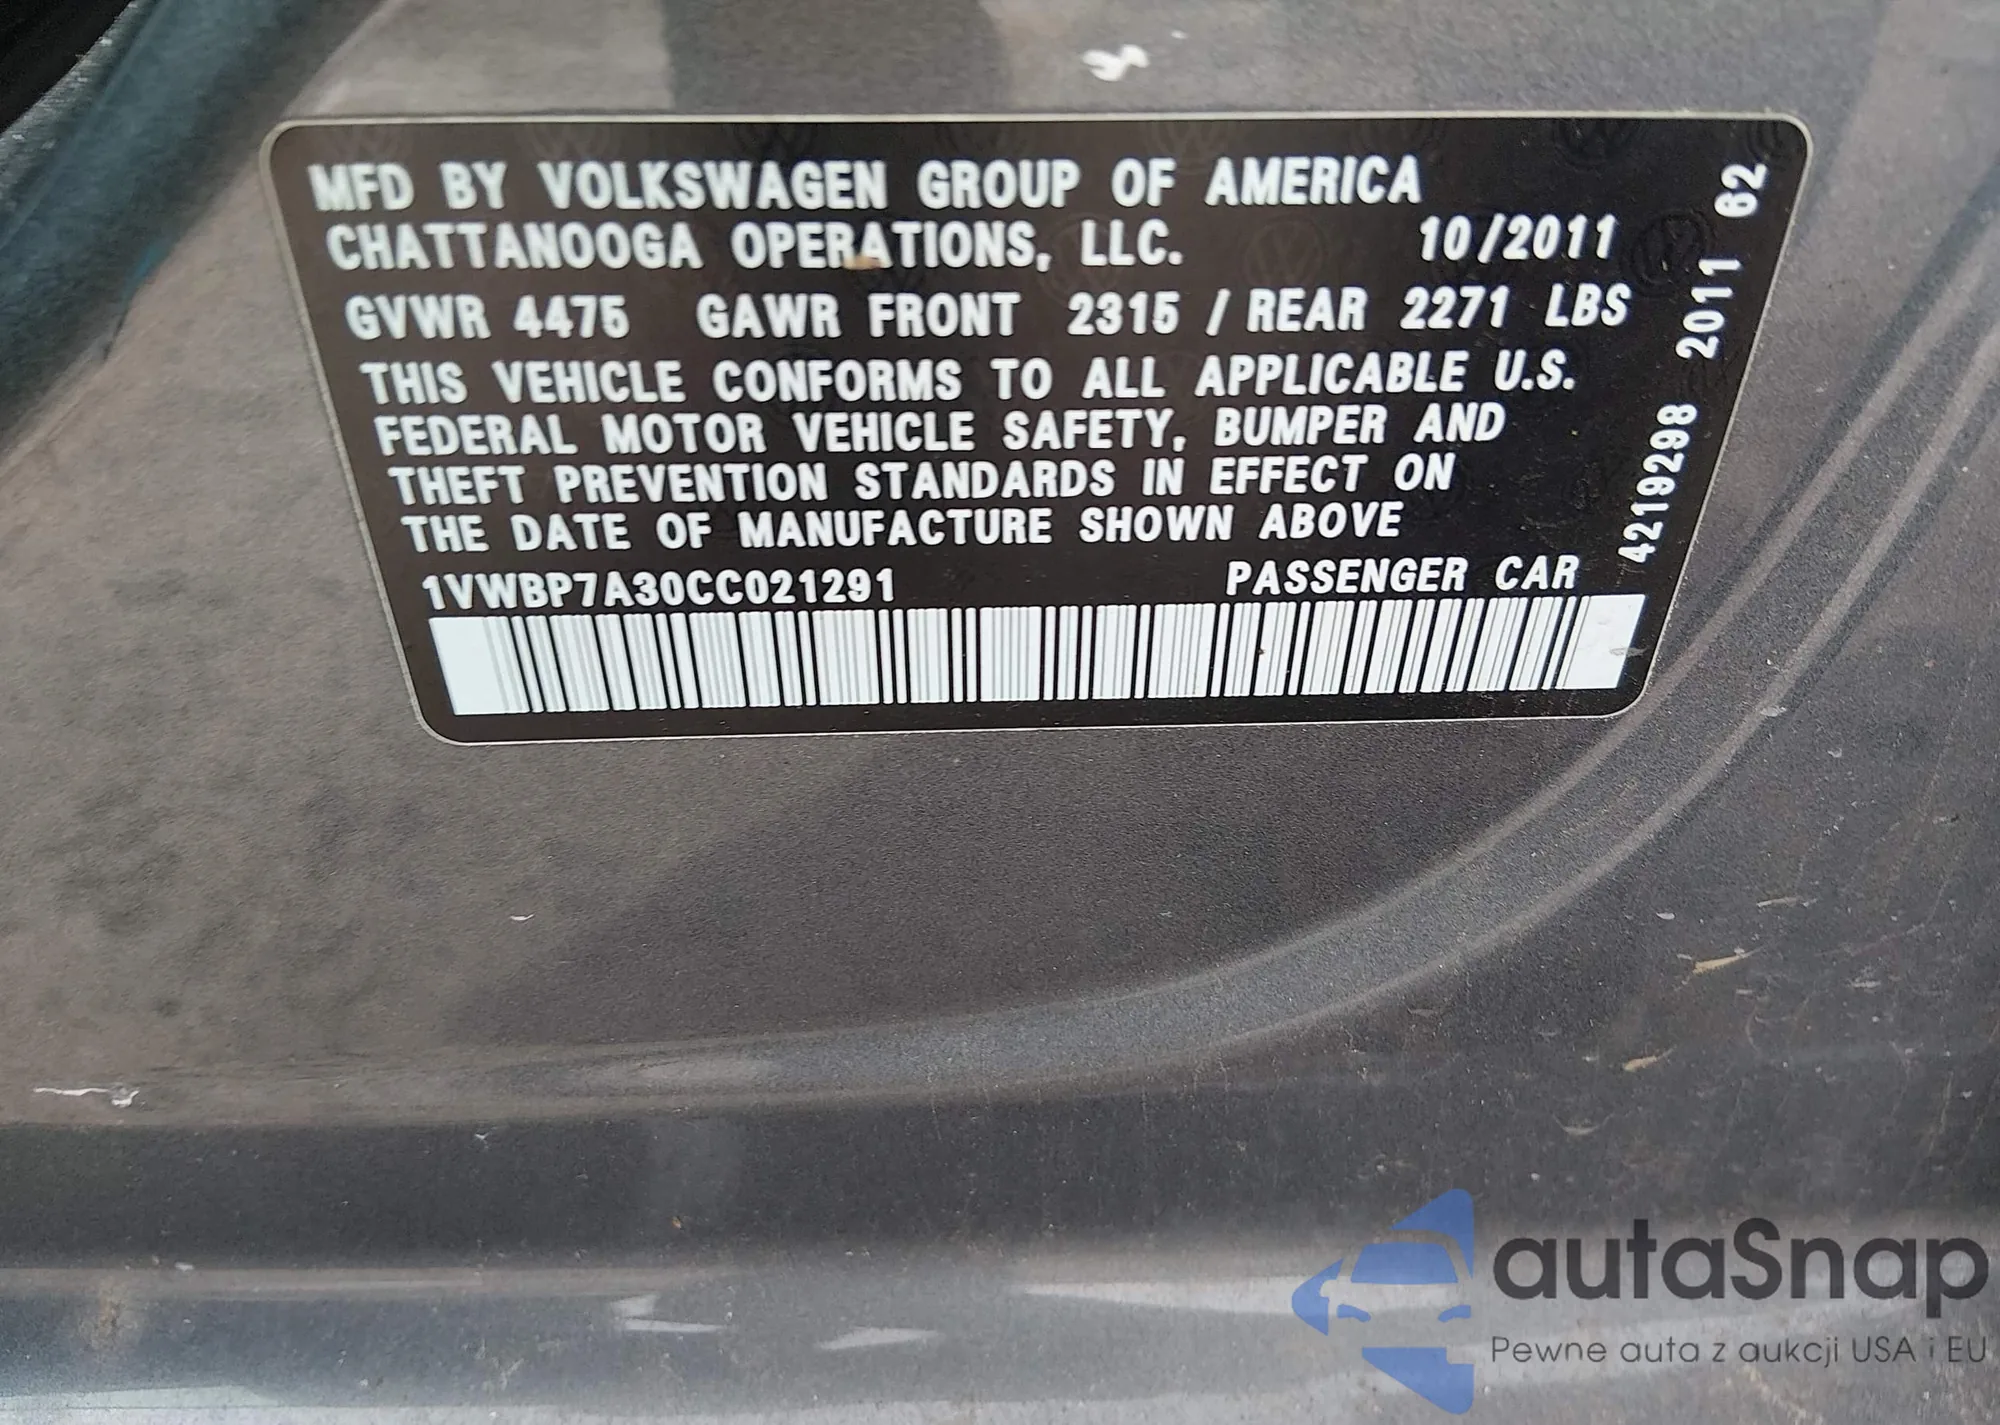 MFD BY VOLKSWAGEN GROUP OF AMERICA
CHATTANOOGA OPERATIONS, LLC. 10/2011
GVWR 4475 GAWR FRONT 2315 / REAR 2271 LBS
THIS VEHICLE CONFORMS TO ALL APPLICABLE U.S.
FEDERAL MOTOR VEHICLE SAFETY, BUMPER AND
THEFT PREVENTION STANDARDS IN EFFECT ON
THE DATE OF MANUFACTURE SHOWN ABOVE
1VWBP7A30CC021291 PASSENGER CAR
4219298 2011 62
autaSnap
Pewne auta z aukcji USA i EU